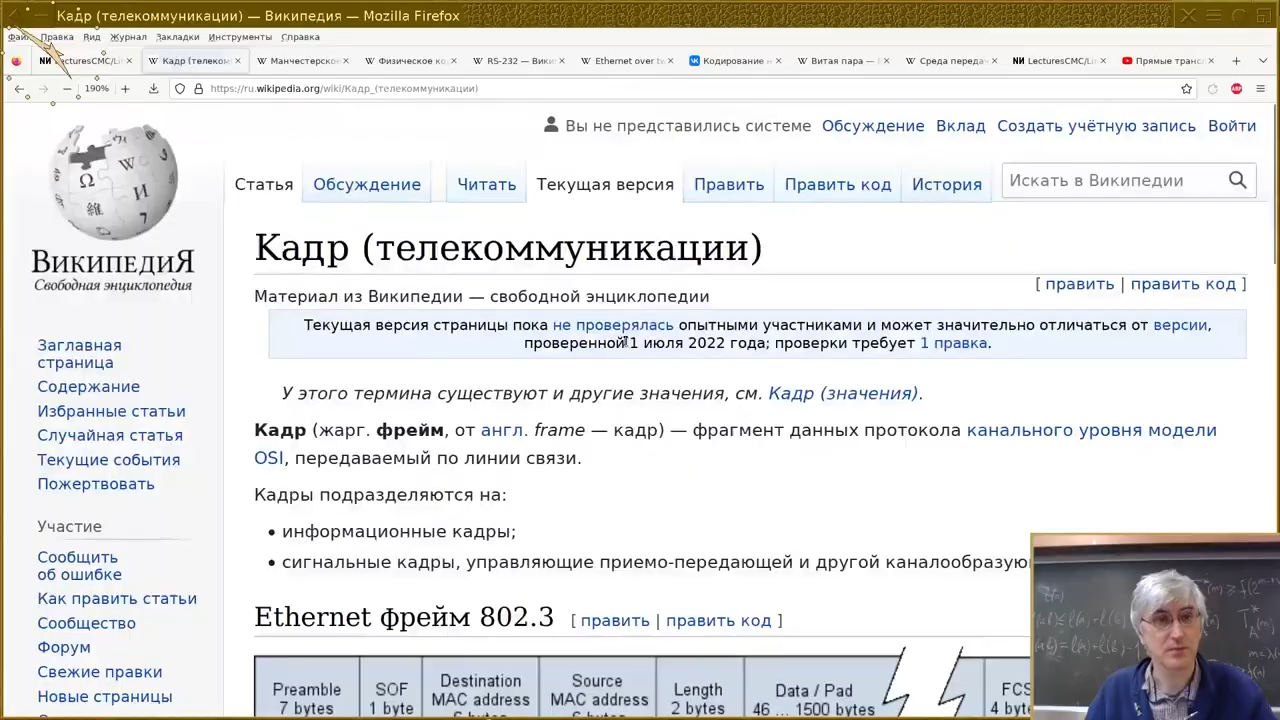 Кадр (телекоммуникации) — Википедия — Mozilla Firefox
Файл Правка Вид Журнал Закладки Инструменты Справка
LecturesCMC/Li Кадр (телеком Манчестерское Физическое ко RS-232 — Вики Ethernet over tw Кодирование Витая пара — Среда передач LecturesCMC/Lin Прямые транс
190% https://ru.wikipedia.org/wiki/Кадр_(телекоммуникации)
Вы не представились системе Обсуждение Вклад Создать учётную запись Войти
Статья Обсуждение Читать Текущая версия Править Править код История Искать в Википедии
ВикипедиЯ
Свободная энциклопедия
Кадр (телекоммуникации)
[ править | править код ]
Материал из Википедии — свободной энциклопедии
Текущая версия страницы пока не проверялась опытными участниками и может значительно отличаться от версии,
проверенной 1 июля 2022 года; проверки требует 1 правка.
У этого термина существуют и другие значения, см. Кадр (значения).
Кадр (жарг. фрейм, от англ. frame — кадр) — фрагмент данных протокола канального уровня модели
OSI, передаваемый по линии связи.
Кадры подразделяются на:
• информационные кадры;
• сигнальные кадры, управляющие приемо-передающей и другой каналообразую
Ethernet фрейм 802.3 [ править | править код ]
Preamble
7 bytes
SOF
1 byte
Destination
MAC address
Source
MAC address
Length
2 bytes
Data / Pad
46 ... 1500 bytes
FCS
4 byte
Заглавная
страница
Содержание
Избранные статьи
Случайная статья
Текущие события
Пожертвовать
Участие
Сообщить
об ошибке
Как править статьи
Сообщество
Форум
Свежие правки
Новые страницы